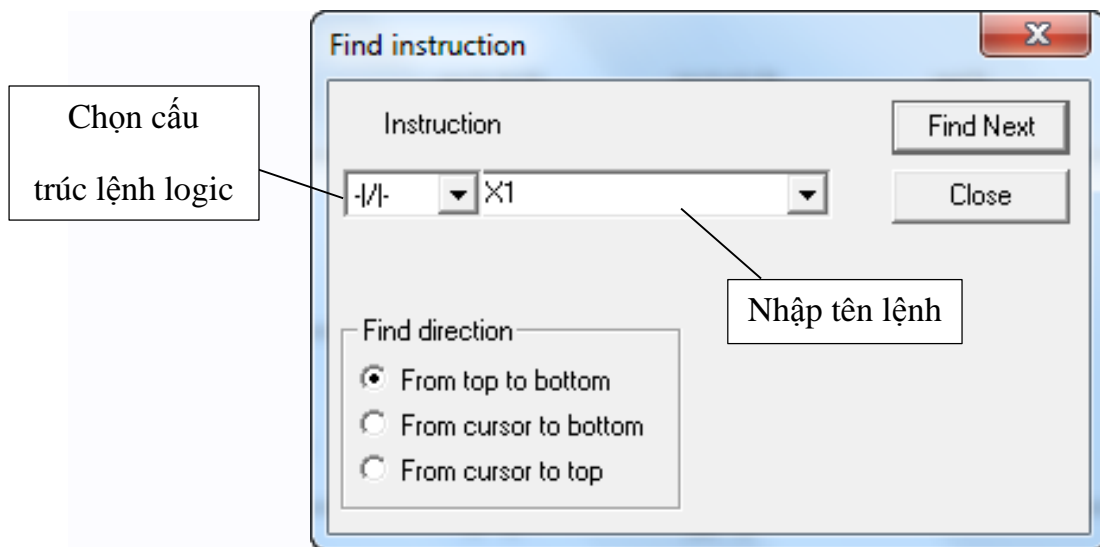 Find instruction
Chọn cấu
trúc lệnh logic
Instruction
Find Next
-|/|-
X1
Close
Nhập tên lệnh
Find direction
From top to bottom
From cursor to bottom
From cursor to top